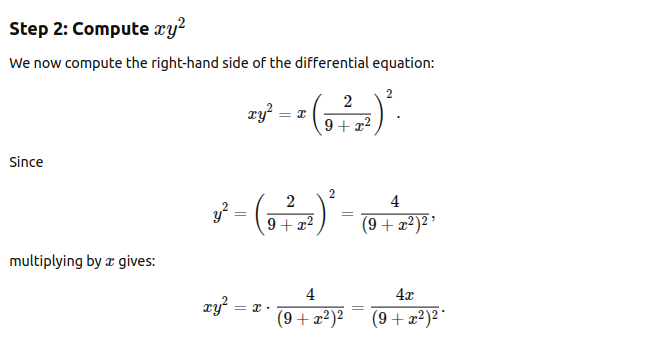 Step 2: Compute $xy^2$
We now compute the right-hand side of the differential equation:
$$xy^2 = x \left( \frac{2}{9 + x^2} \right)^2.$$
Since
$$y^2 = \left( \frac{2}{9 + x^2} \right)^2 = \frac{4}{(9 + x^2)^2},$$
multiplying by $x$ gives:
$$xy^2 = x \cdot \frac{4}{(9 + x^2)^2} = \frac{4x}{(9 + x^2)^2}.$$